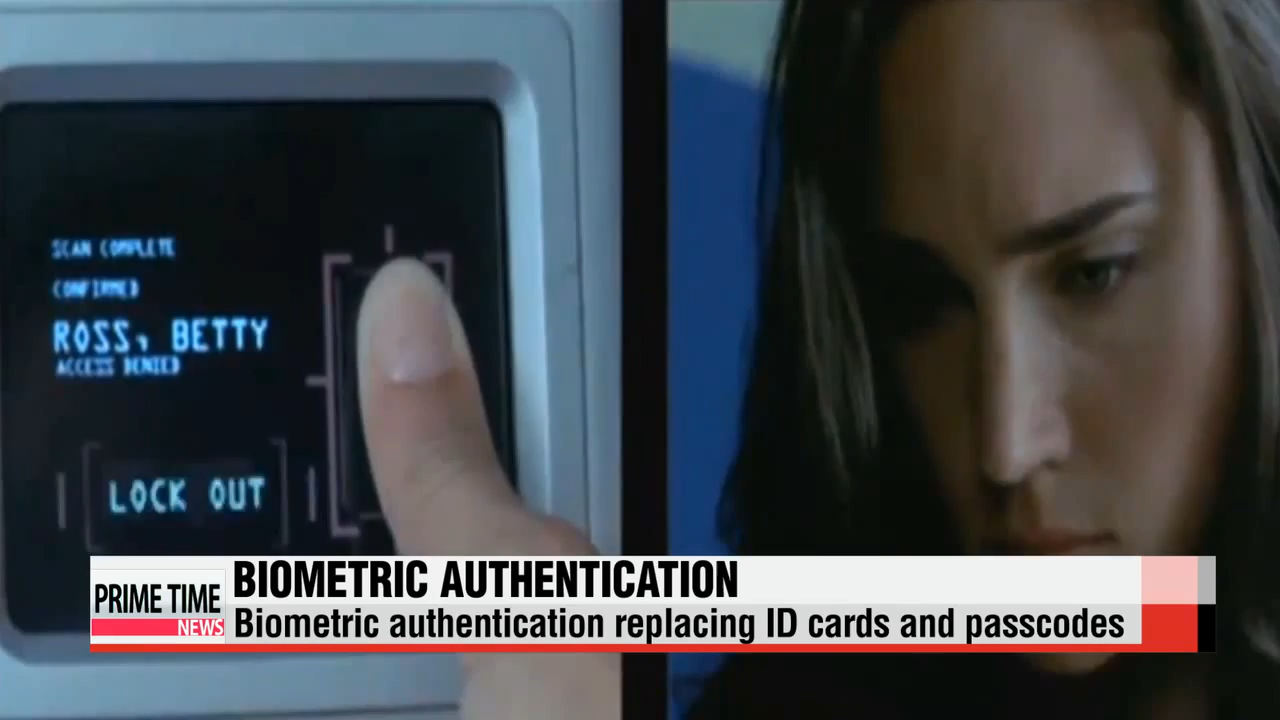 SCAN COMPLETE
CONFIRMED
ROSS, BETTY
ACCESS DENIED
LOCK OUT
PRIME TIME
NEWS
BIOMETRIC AUTHENTICATION
Biometric authentication replacing ID cards and passcodes